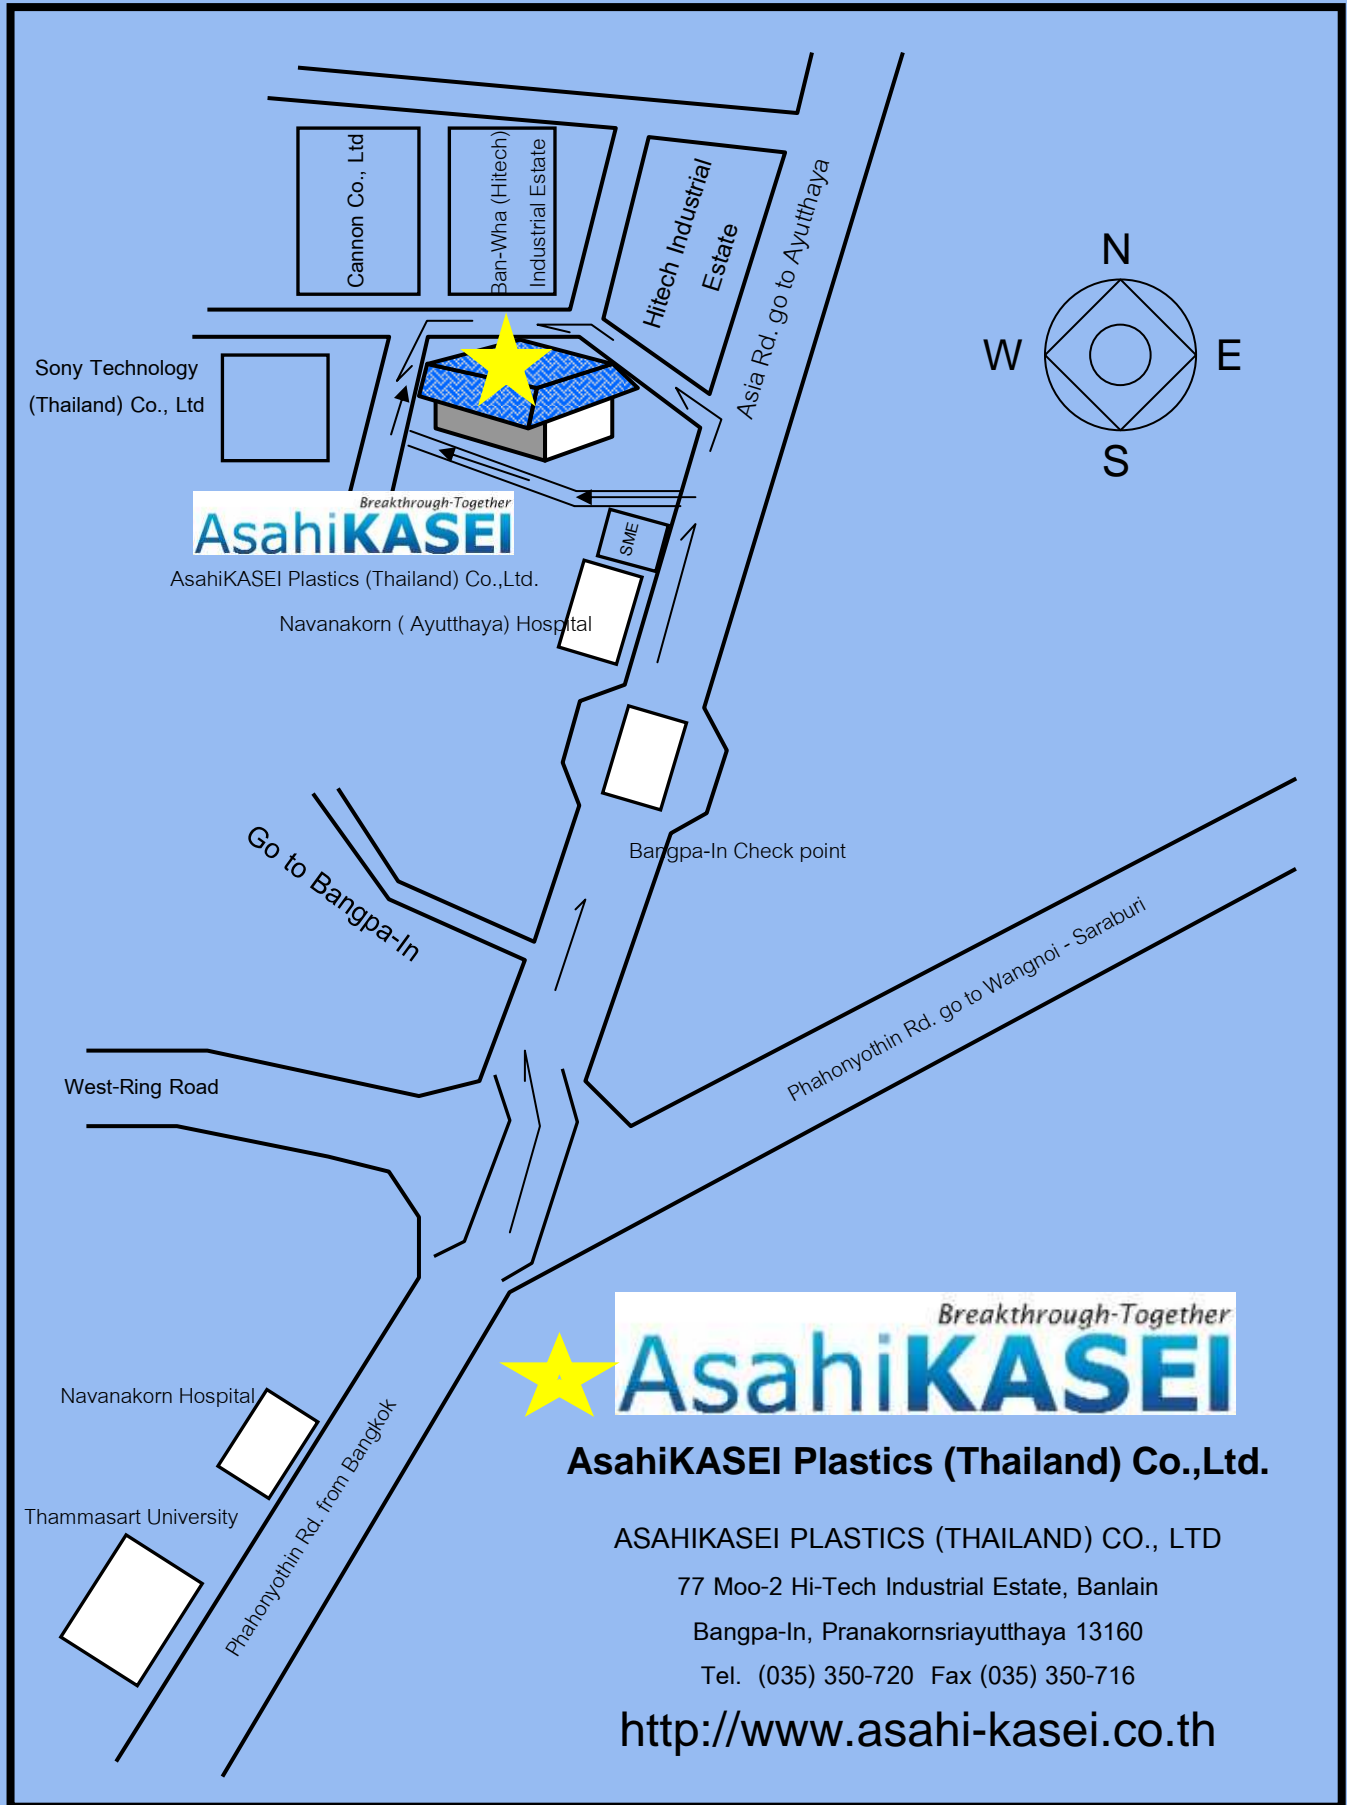 Cannon Co., Ltd
Ban-Wha (Hitech)
Industrial Estate
Hitech Industrial
Estate
Asia Rd. go to Ayutthaya
N
W
E
S
Sony Technology
(Thailand) Co., Ltd
Breakthrough-Together
AsahiKASEI
AsahiKASEI Plastics (Thailand) Co.,Ltd.
SME
Navanakorn ( Ayutthaya) Hospital
Bangpa-In Check point
Go to Bangpa-In
Phahonyothin Rd. go to Wangnoi - Saraburi
West-Ring Road
Navanakorn Hospital
Thammasart University
Phahonyothin Rd. from Bangkok
Breakthrough-Together
AsahiKASEI
AsahiKASEI Plastics (Thailand) Co.,Ltd.
ASAHIKASEI PLASTICS (THAILAND) CO., LTD
77 Moo-2 Hi-Tech Industrial Estate, Banlain
Bangpa-In, Pranakornsriayutthaya 13160
Tel.  (035) 350-720  Fax (035) 350-716
http://www.asahi-kasei.co.th